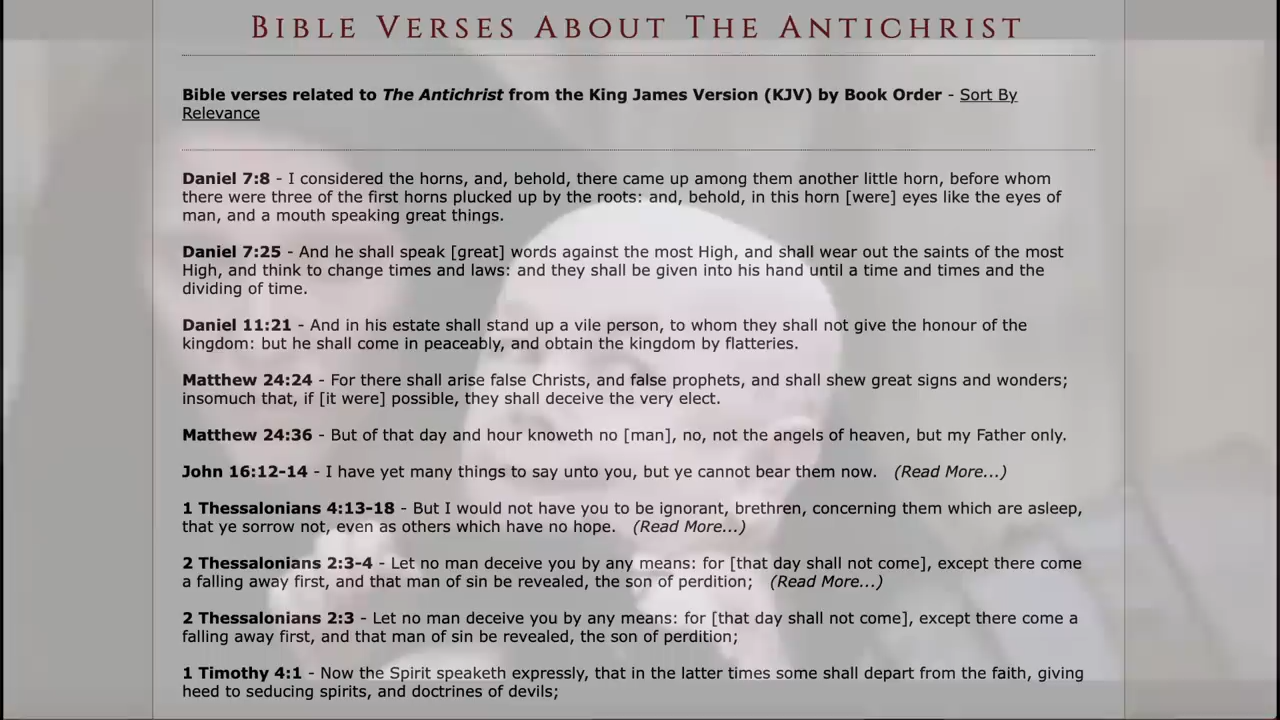 Bible Verses About The Antichrist
Bible verses related to The Antichrist from the King James Version (KJV) by Book Order - Sort By
Relevance
Daniel 7:8 - I considered the horns, and, behold, there came up among them another little horn, before whom
there were three of the first horns plucked up by the roots: and, behold, in this horn [were] eyes like the eyes of
man, and a mouth speaking great things.
Daniel 7:25 - And he shall speak [great] words against the most High, and shall wear out the saints of the most
High, and think to change times and laws: and they shall be given into his hand until a time and times and the
dividing of time.
Daniel 11:21 - And in his estate shall stand up a vile person, to whom they shall not give the honour of the
kingdom: but he shall come in peaceably, and obtain the kingdom by flatteries.
Matthew 24:24 - For there shall arise false Christs, and false prophets, and shall shew great signs and wonders;
insomuch that, if [it were] possible, they shall deceive the very elect.
Matthew 24:36 - But of that day and hour knoweth no [man], no, not the angels of heaven, but my Father only.
John 16:12-14 - I have yet many things to say unto you, but ye cannot bear them now. (Read More...)
1 Thessalonians 4:13-18 - But I would not have you to be ignorant, brethren, concerning them which are asleep,
that ye sorrow not, even as others which have no hope. (Read More...)
2 Thessalonians 2:3-4 - Let no man deceive you by any means: for [that day shall not come], except there come
a falling away first, and that man of sin be revealed, the son of perdition; (Read More...)
2 Thessalonians 2:3 - Let no man deceive you by any means: for [that day shall not come], except there come a
falling away first, and that man of sin be revealed, the son of perdition;
1 Timothy 4:1 - Now the Spirit speaketh expressly, that in the latter times some shall depart from the faith, giving
heed to seducing spirits, and doctrines of devils;